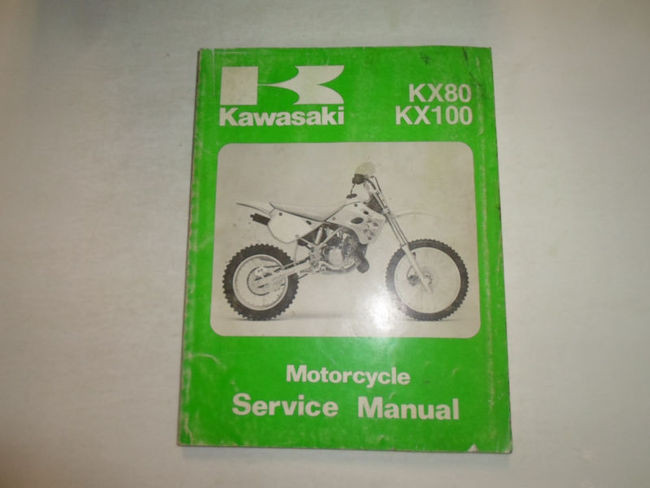 Kawasaki
KX80
KX100
Motorcycle
Service Manual